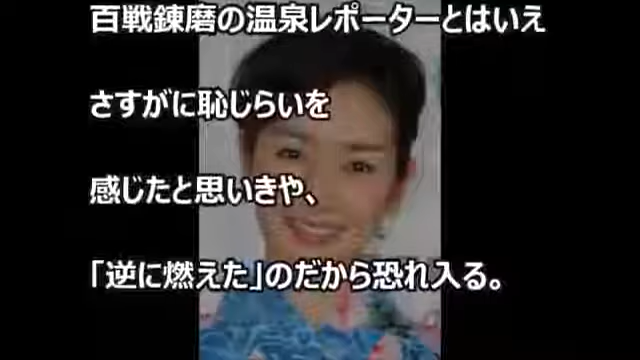 百戦錬磨の温泉レポーターとはいえ
さすがに恥じらいを
感じたと思いきや、
「逆に燃えた」のだから恐れ入る。